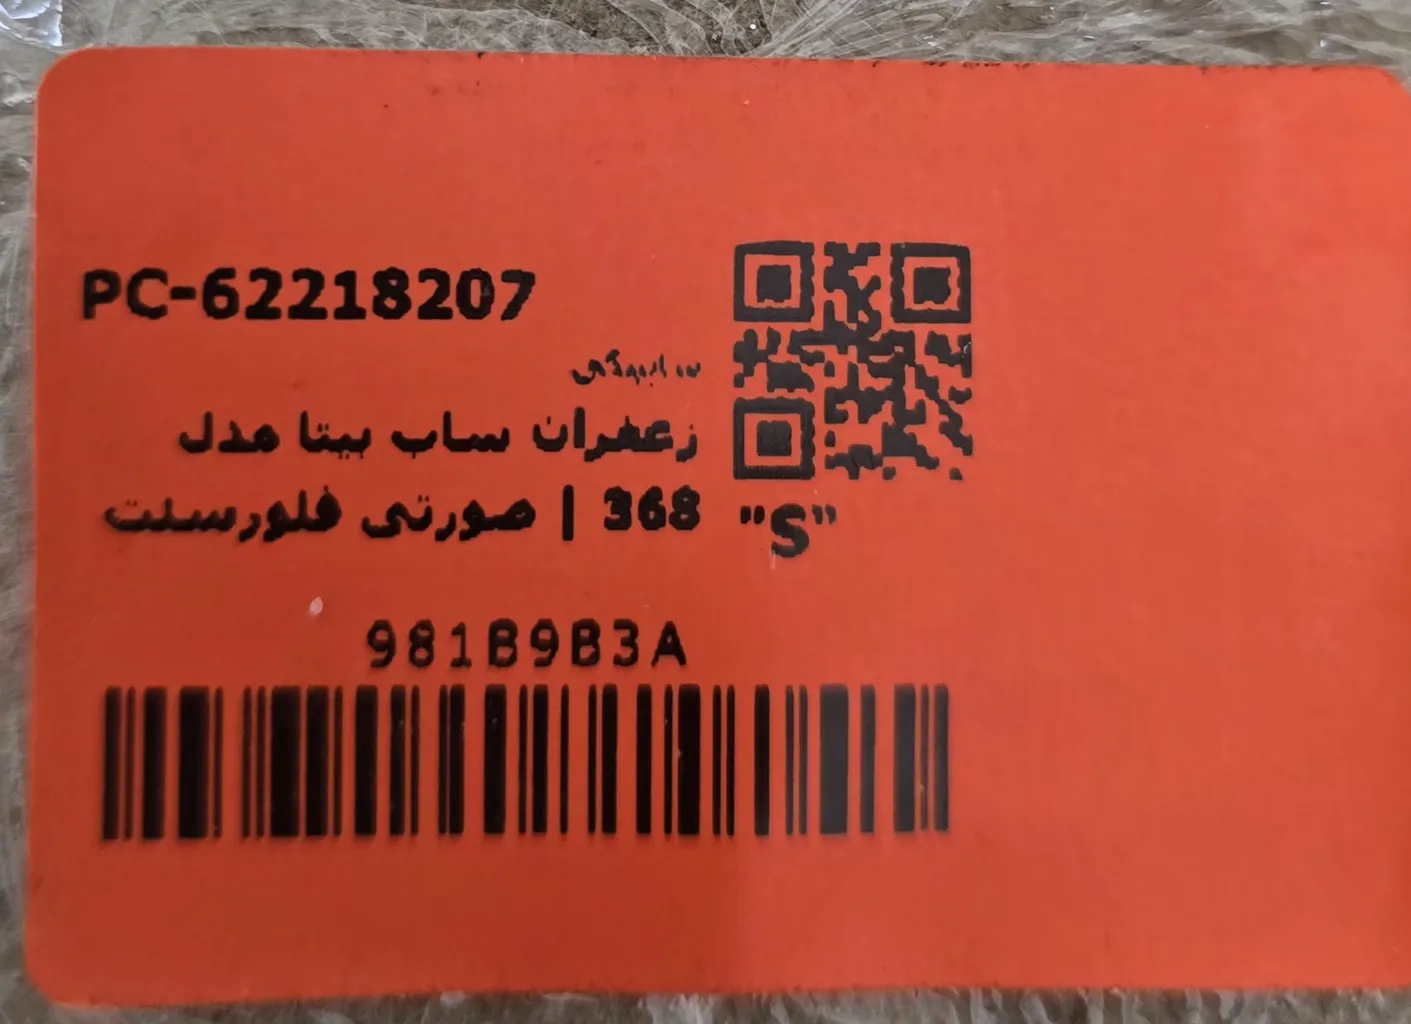 PC-62218207
زعفران ساب بیتا مدل
368 | صورتی فلورسنت
"S"
981B9B3A